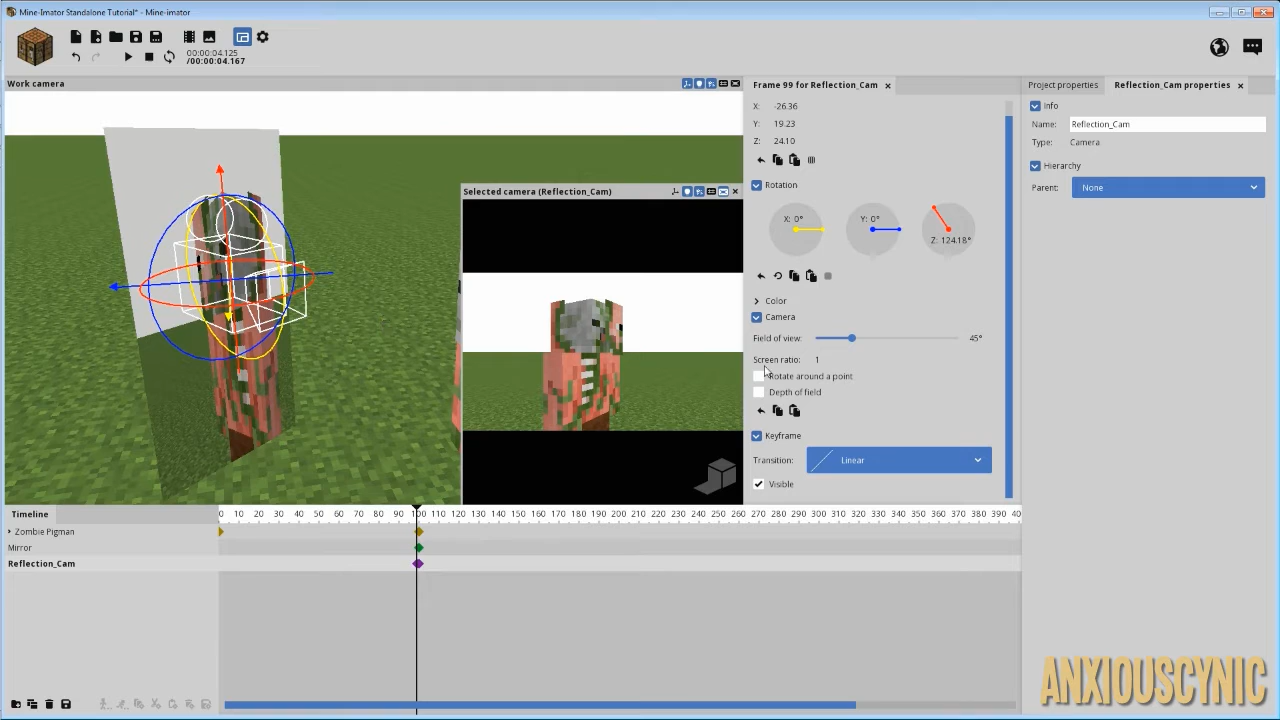 Mine-Imator Standalone Tutorial* - Mine-imator
00:00:04.125
/00:00:04.167
Work camera
Selected camera (Reflection_Cam)
Frame 99 for Reflection_Cam
X: -26.36
Y: 19.23
Z: 24.10
Rotation
X: 0°
Y: 0°
Z: 124.18°
Color
Camera
Field of view:
45°
Screen ratio: 1
Rotate around a point
Depth of field
Keyframe
Transition:
Linear
Visible
Project properties
Reflection_Cam properties
Info
Name: Reflection_Cam
Type: Camera
Hierarchy
Parent: None
Timeline
0 10 20 30 40 50 60 70 80 90 100 110 120 130 140 150 160 170 180 190 200 210 220 230 240 250 260 270 280 290 300 310 320 330 340 350 360 370 380 390 40
Zombie Pigman
Mirror
Reflection_Cam
ANXIOUSCYNIC